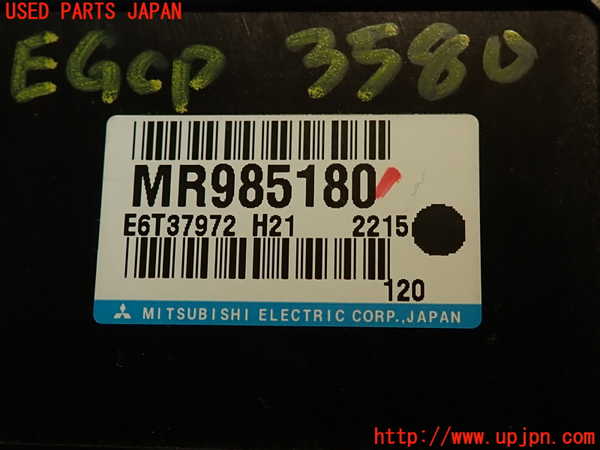 USED PARTS JAPAN
EGCP 3580
MR985180
E6T37972 H21 2215
120
MITSUBISHI ELECTRIC CORP., JAPAN
http://www.upjpn.com/